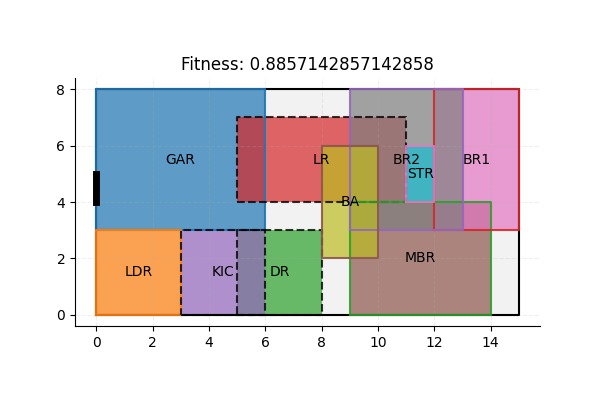 Fitness: 0.8857142857142858
8
6
4
2
0
GAR
LR
BR2
BR1
STR
BA
LDR
KIC
DR
MBR
0 2 4 6 8 10 12 14